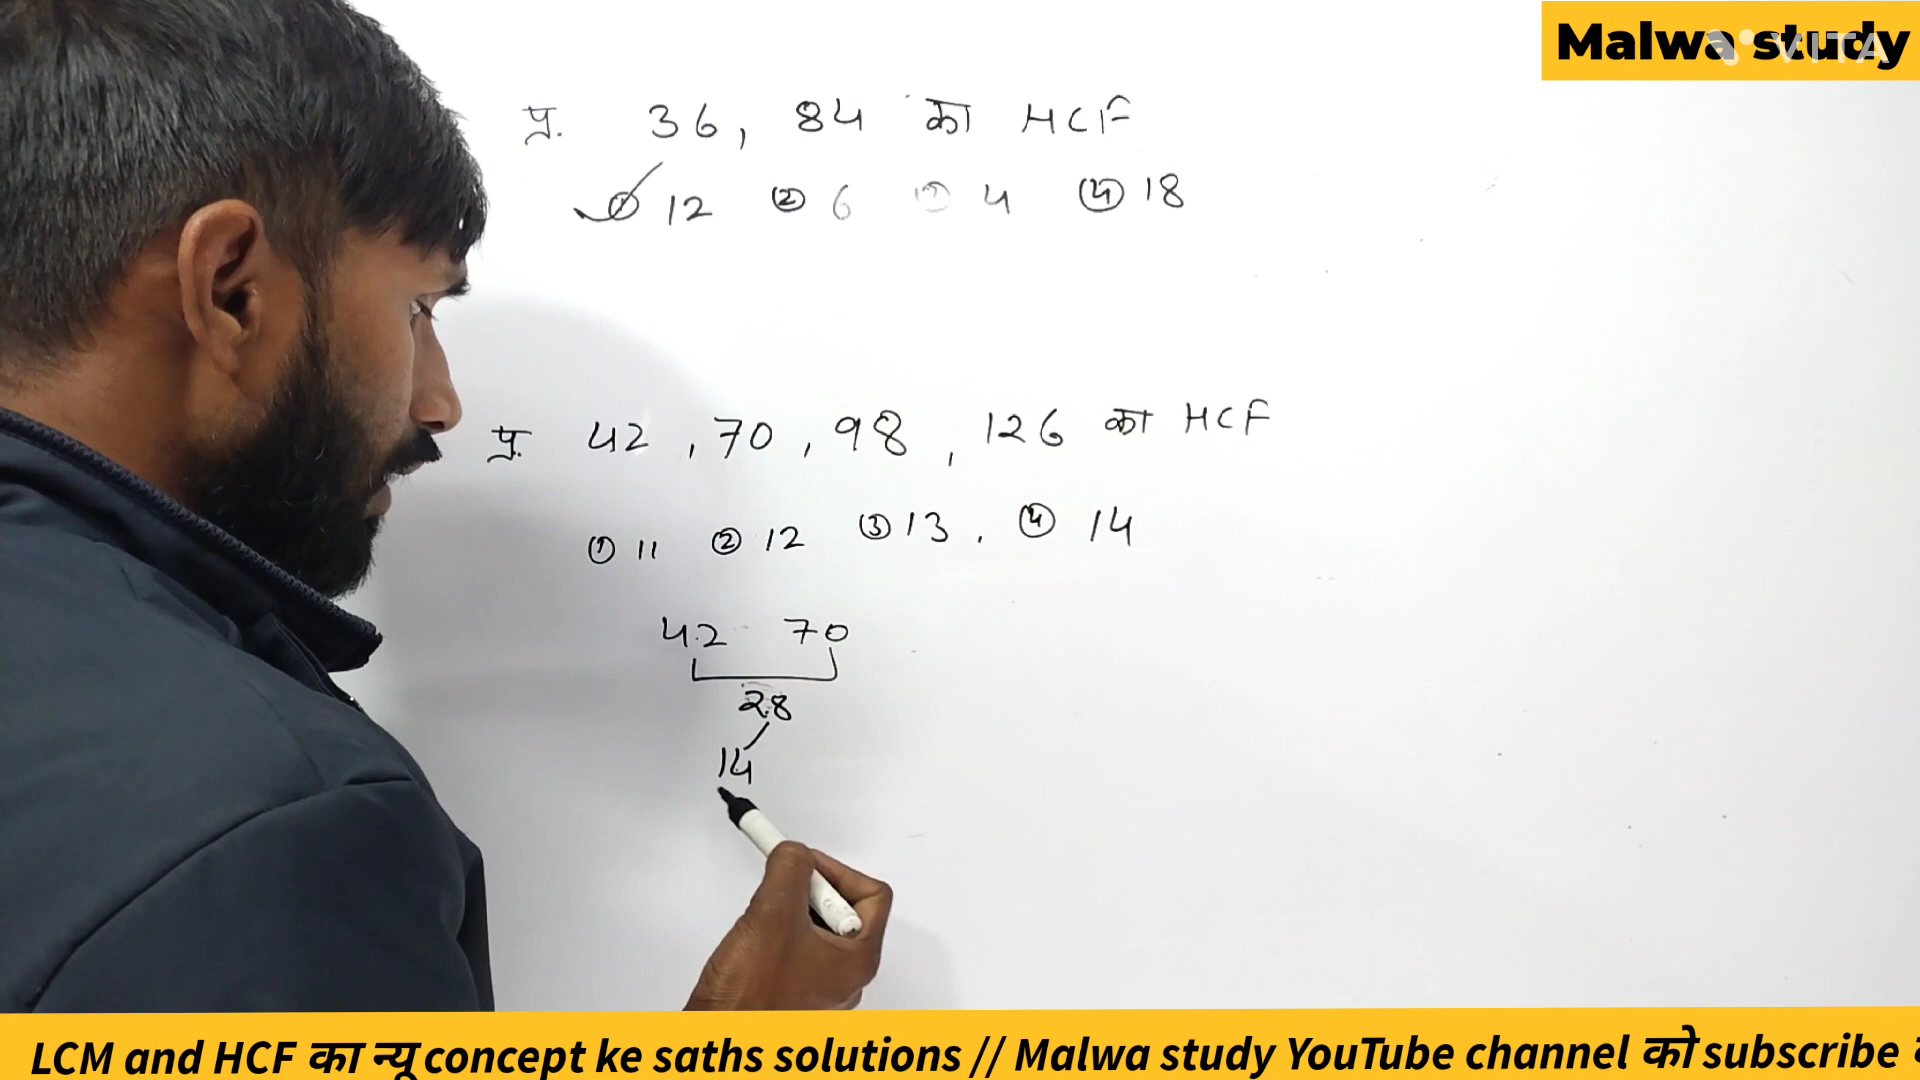 Malwa study
VITA
प्र. 36, 84 का HCF
① 12 ② 6 ③ 4 ④ 18
प्र. 42, 70, 98, 126 का HCF
① 11 ② 12 ③ 13. ④ 14
42 70
28
14
LCM and HCF का न्यू concept ke saths solutions // Malwa study YouTube channel को subscribe